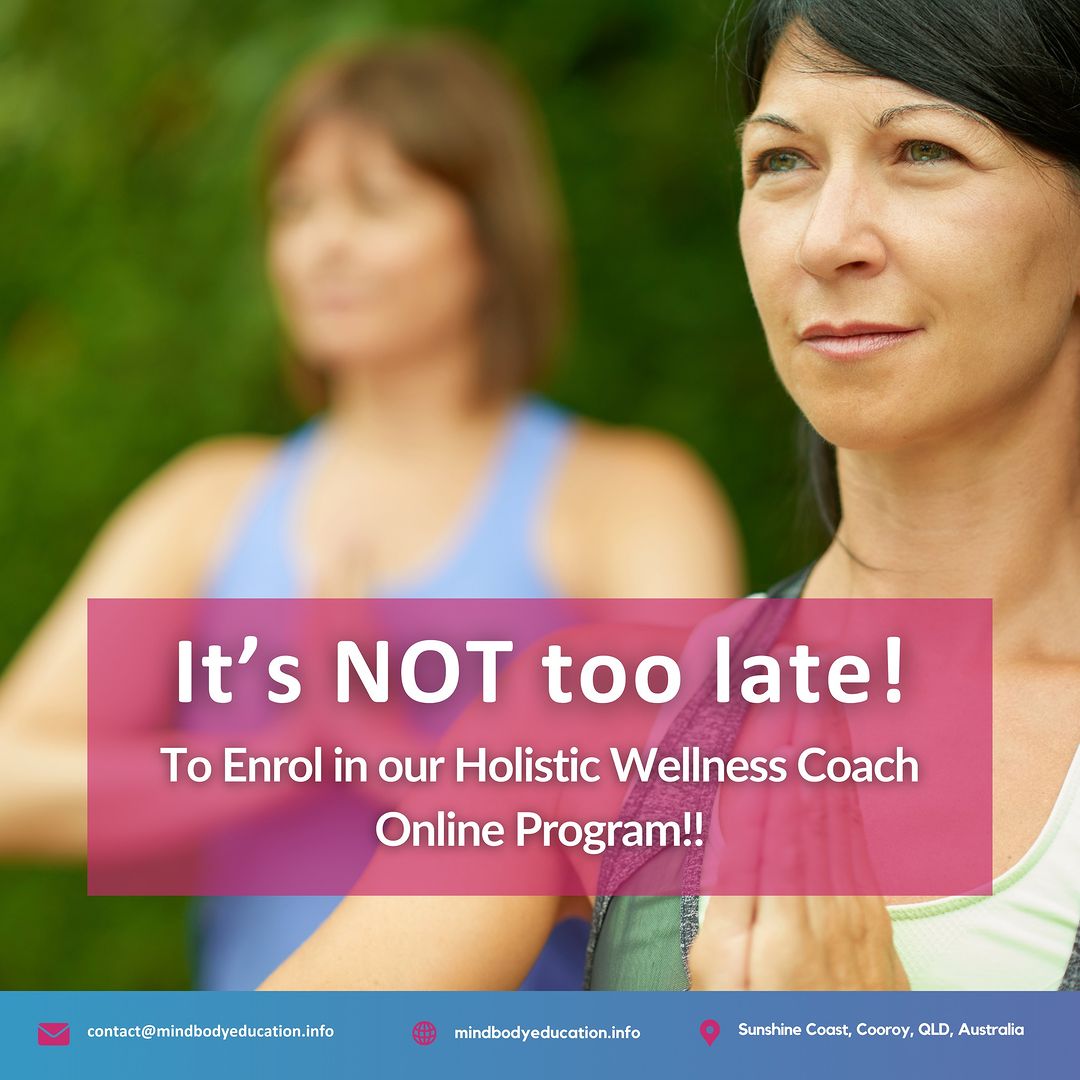 It’s NOT too late!
To Enrol in our Holistic Wellness Coach
Online Program!!
contact@mindbodyeducation.info
mindbodyeducation.info
Sunshine Coast, Cooroy, QLD, Australia